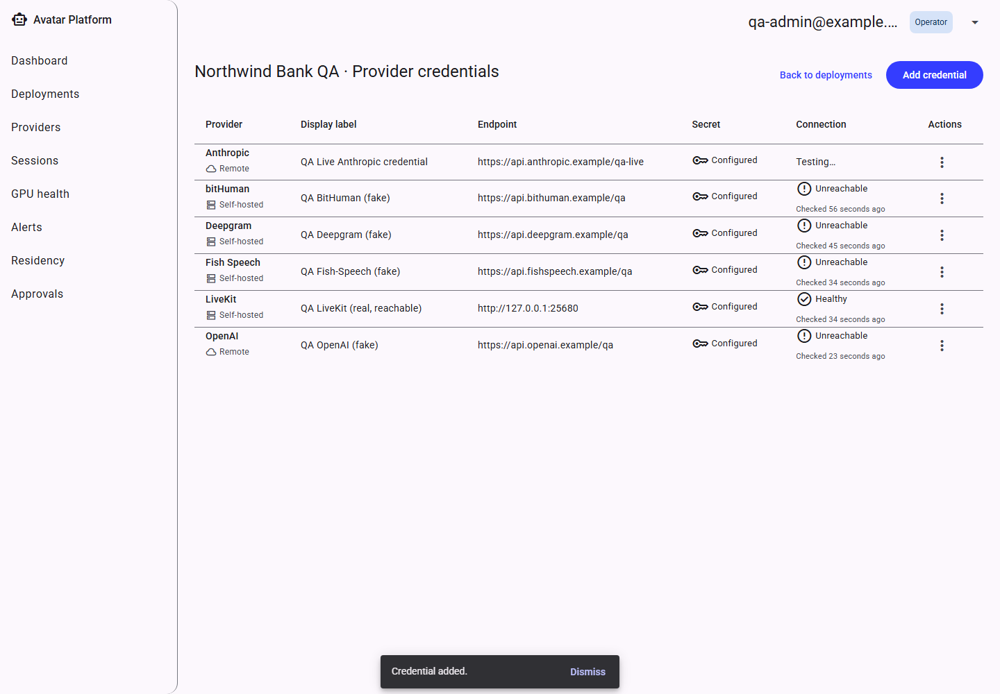 Avatar Platform
qa-admin@example.…
Operator
Dashboard
Deployments
Providers
Sessions
GPU health
Alerts
Residency
Approvals
Northwind Bank QA · Provider credentials
Back to deployments
Add credential
Provider Display label Endpoint Secret Connection Actions
Anthropic
Remote
QA Live Anthropic credential
https://api.anthropic.example/qa-live
Configured
Testing…
bitHuman
Self-hosted
QA BitHuman (fake)
https://api.bithuman.example/qa
Configured
Unreachable
Checked 56 seconds ago
Deepgram
Self-hosted
QA Deepgram (fake)
https://api.deepgram.example/qa
Configured
Unreachable
Checked 45 seconds ago
Fish Speech
Self-hosted
QA Fish-Speech (fake)
https://api.fishspeech.example/qa
Configured
Unreachable
Checked 34 seconds ago
LiveKit
Self-hosted
QA LiveKit (real, reachable)
http://127.0.0.1:25680
Configured
Healthy
Checked 34 seconds ago
OpenAI
Remote
QA OpenAI (fake)
https://api.openai.example/qa
Configured
Unreachable
Checked 23 seconds ago
Credential added.
Dismiss